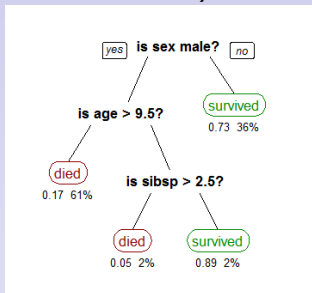 yes is sex male? no
survived
is age > 9.5?
0.73 36%
died
0.17 61%
is sibsp > 2.5?
died survived
0.05 2% 0.89 2%